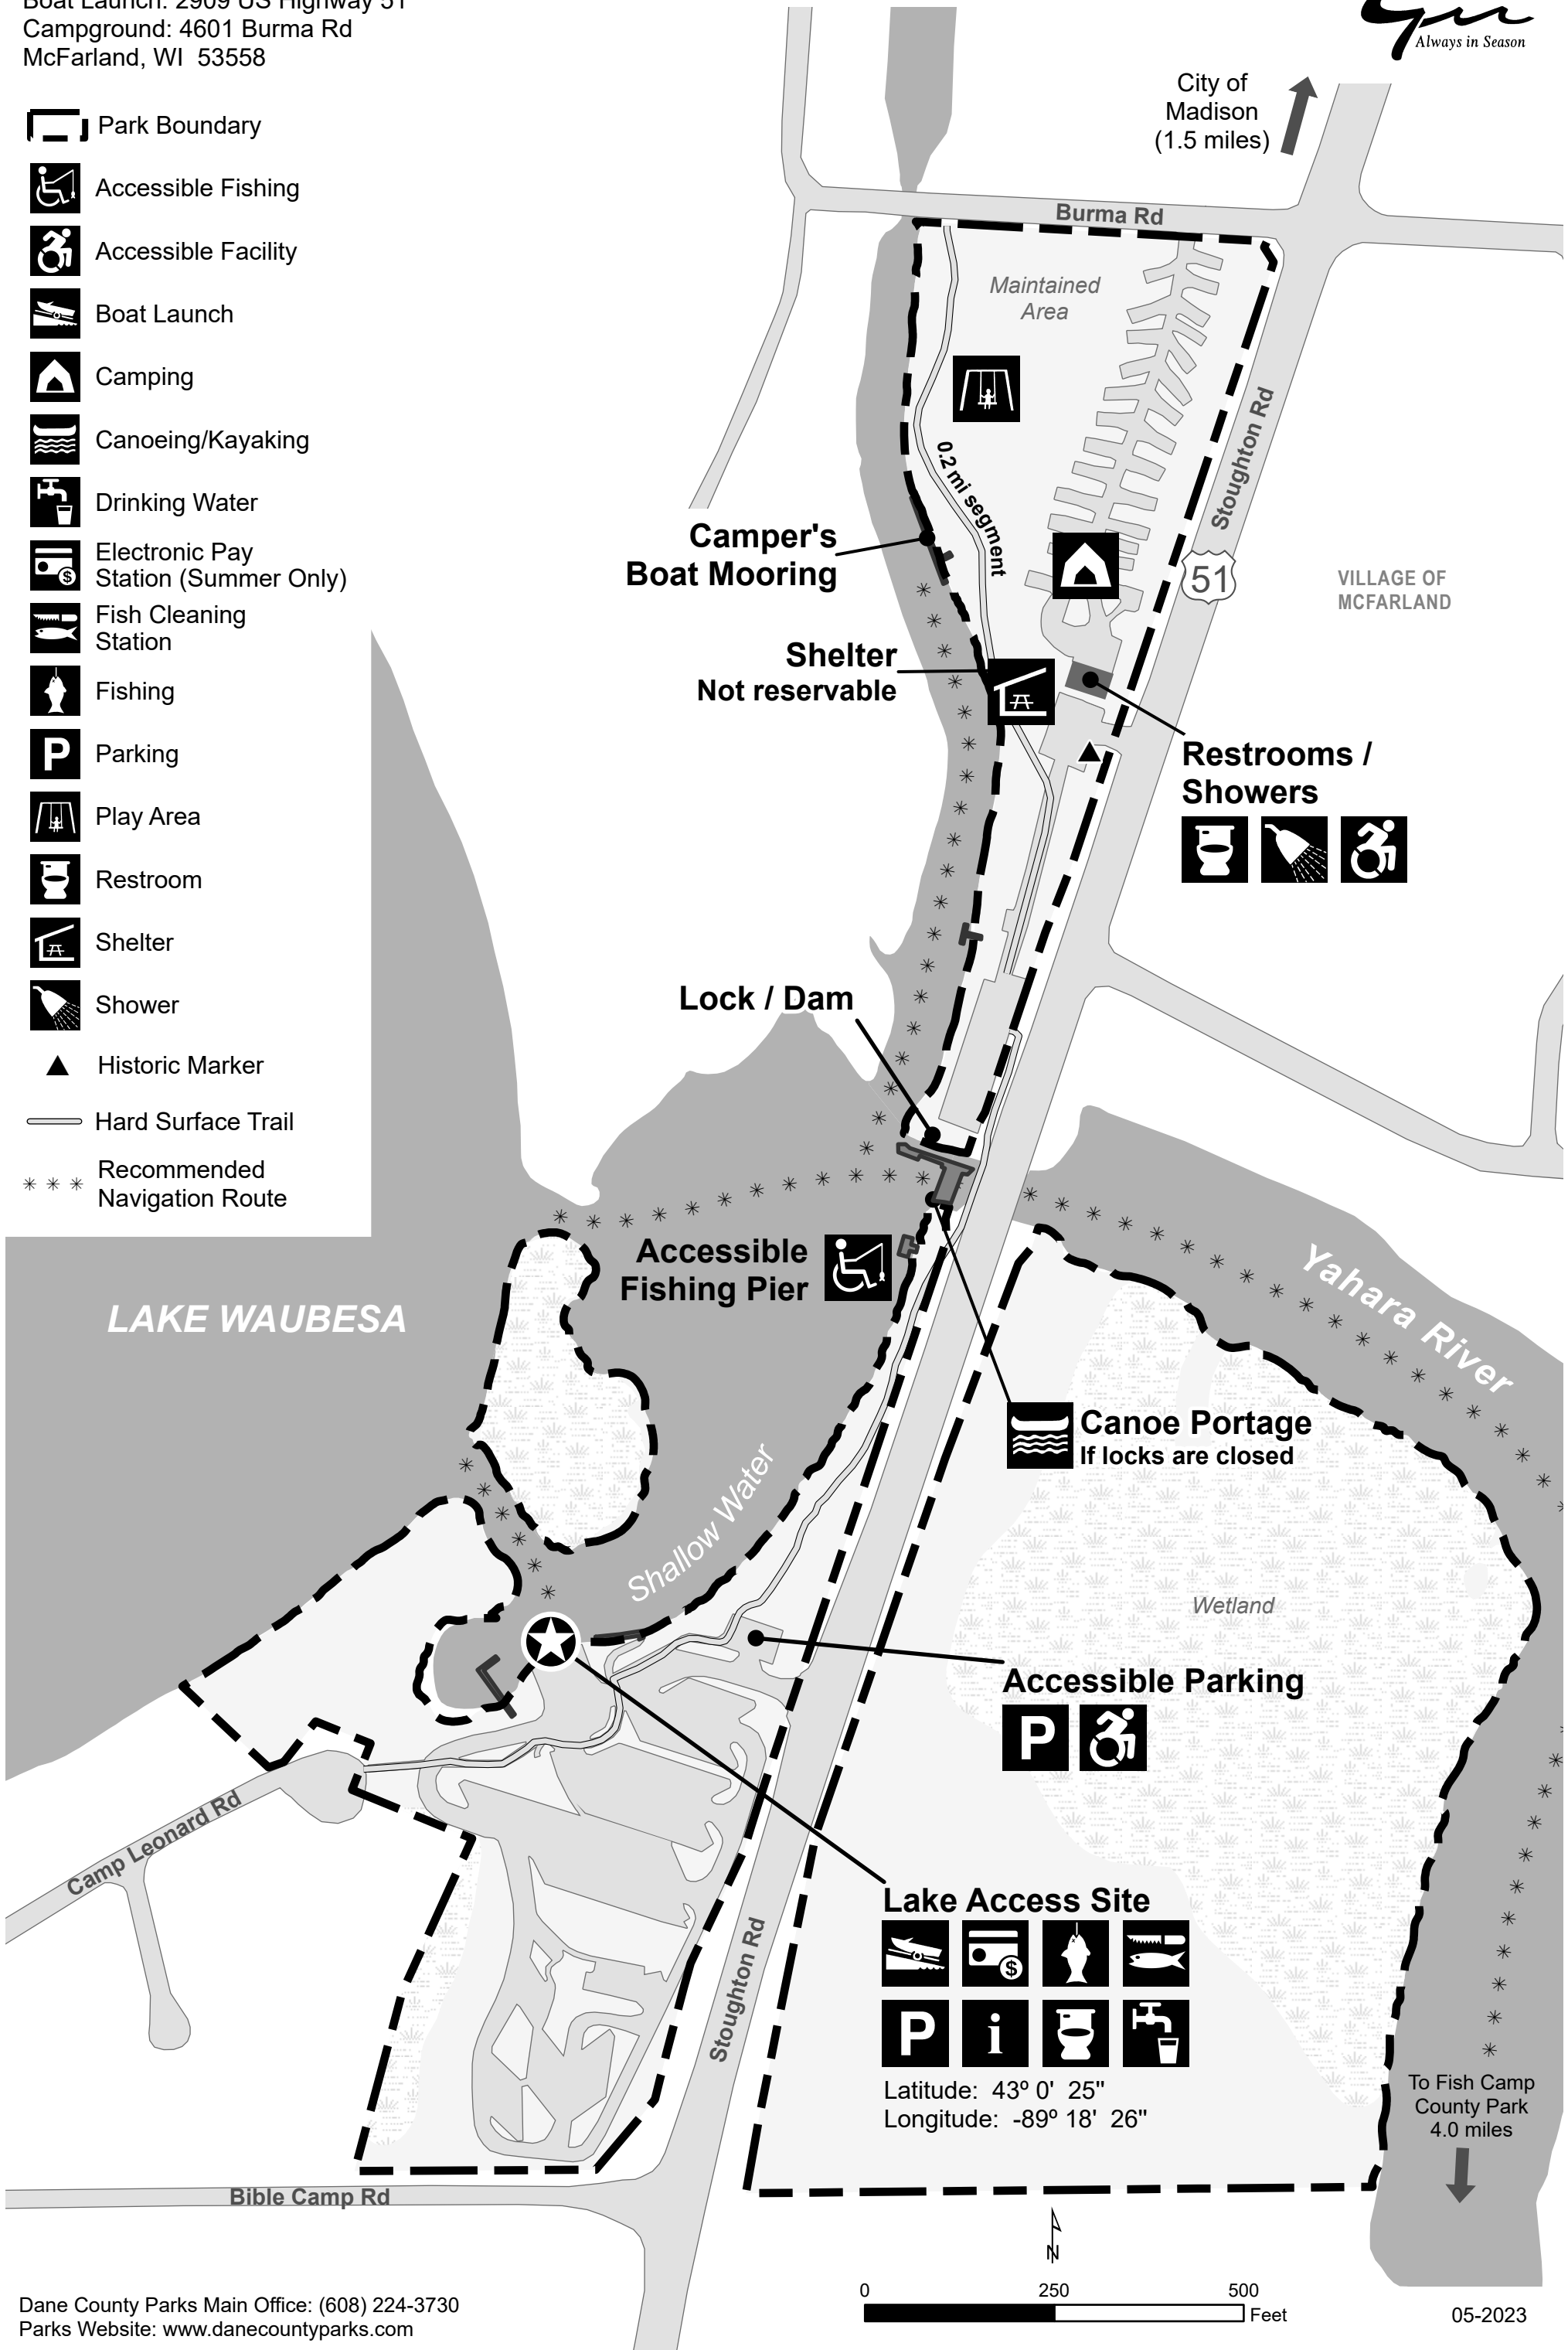 Boat Launch: 2909 US Highway 51
Campground: 4601 Burma Rd
McFarland, WI 53558
Always in Season
City of
Madison
(1.5 miles)
Park Boundary
Accessible Fishing
Accessible Facility
Boat Launch
Camping
Canoeing/Kayaking
Drinking Water
Electronic Pay
Station (Summer Only)
Fish Cleaning
Station
Fishing
P
Parking
Play Area
Restroom
Shelter
Shower
Historic Marker
Hard Surface Trail
Recommended
Navigation Route
Burma Rd
Maintained
Area
Stoughton Rd
0.2 mi segment
Camper's
Boat Mooring
51
VILLAGE OF
MCFARLAND
Shelter
Not reservable
Restrooms /
Showers
Lock / Dam
Accessible
Fishing Pier
LAKE WAUBESA
Yahara River
Canoe Portage
If locks are closed
Shallow Water
Wetland
Accessible Parking
P
Camp Leonard Rd
Lake Access Site
$
P
i
Latitude: 43º 0' 25"
Longitude: -89º 18' 26"
Stoughton Rd
To Fish Camp
County Park
4.0 miles
Bible Camp Rd
N
0 250 500
Feet
Dane County Parks Main Office: (608) 224-3730
Parks Website: www.danecountyparks.com
05-2023